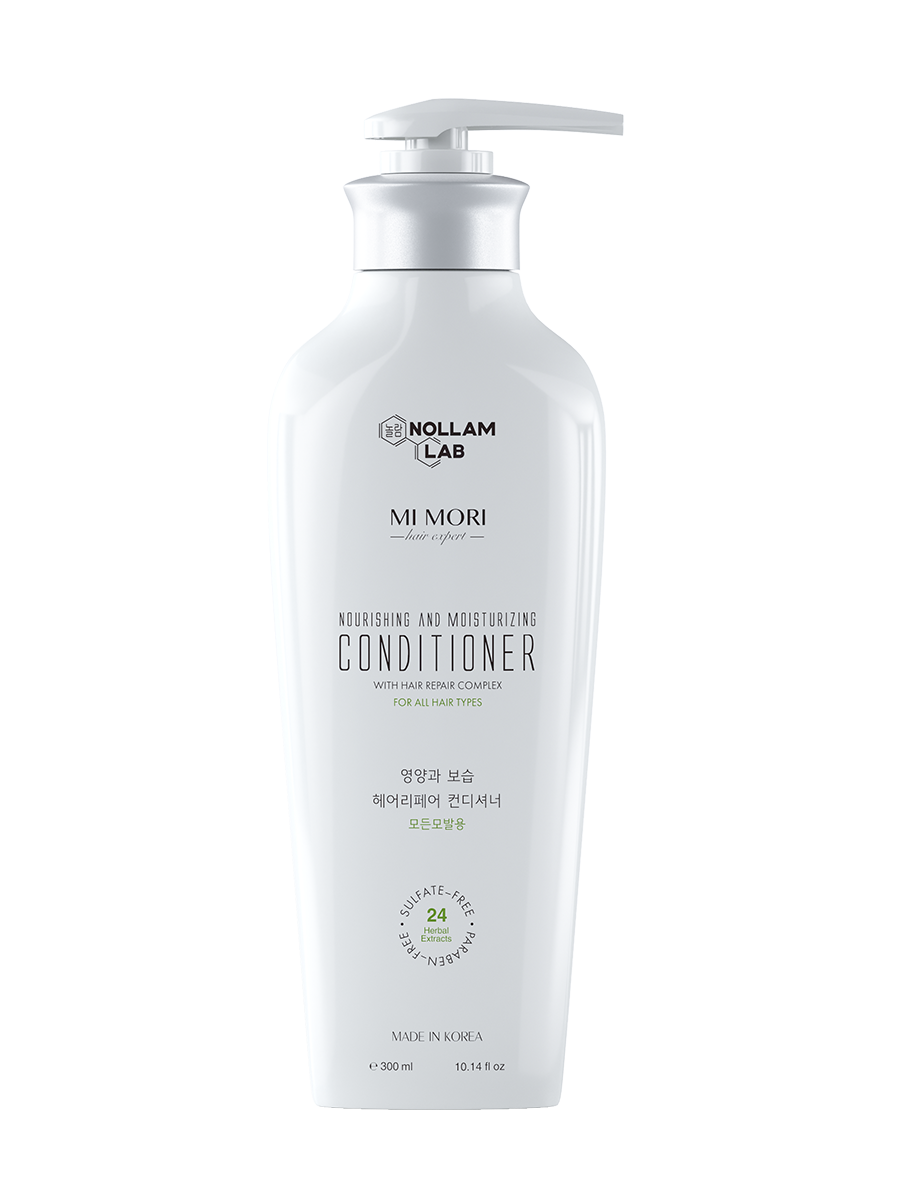 놀람
NOLLAM
LAB
MI MORI
hair expert
NOURISHING AND MOISTURIZING
CONDITIONER
WITH HAIR REPAIR COMPLEX
FOR ALL HAIR TYPES
영양과 보습
헤어리페어 컨디셔너
모든모발용
• SULFATE–FREE • PARABEN–FREE
24
Herbal
Extracts
MADE IN KOREA
℮ 300 ml 10.14 fl oz